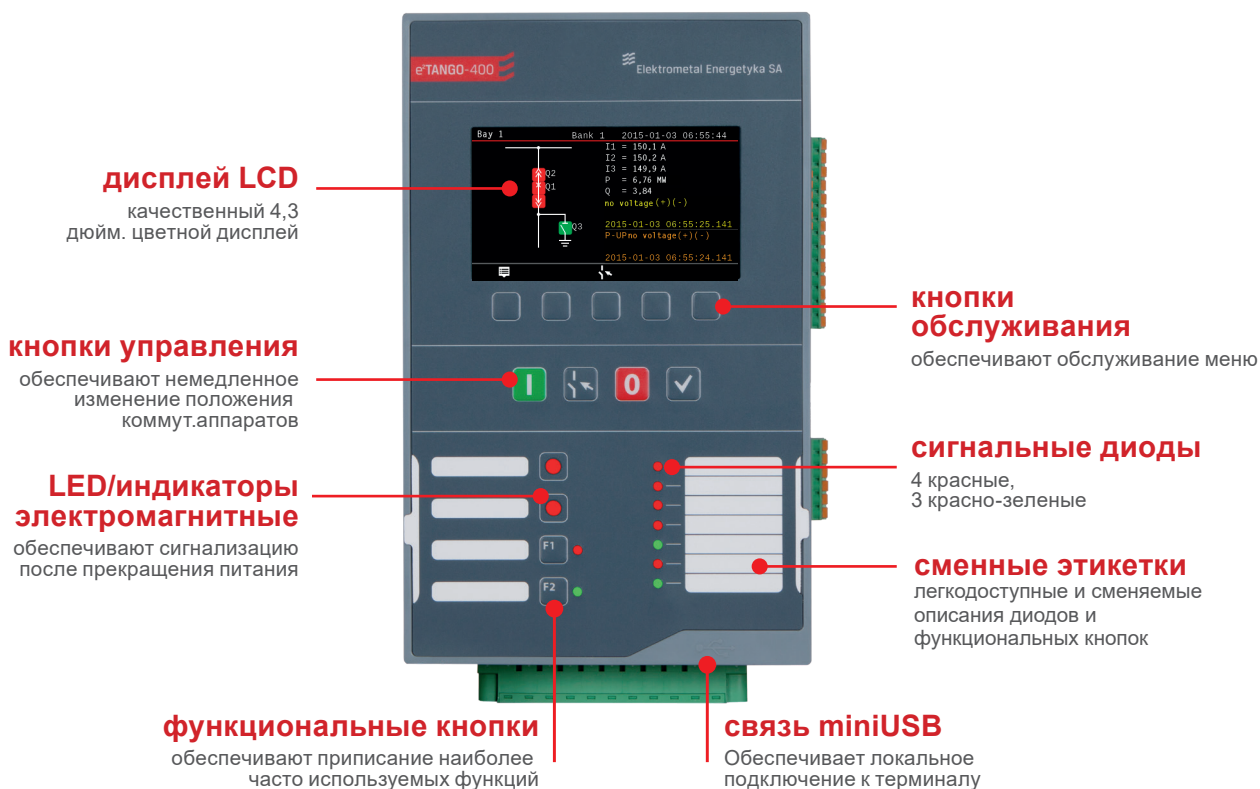 e²TANGO-400
Elektrometal Energetyka SA
Bay 1 Bank 1 2015-01-03 06:55:44
I1 = 150,1 A
I2 = 150,2 A
I3 = 149,9 A
P = 6,76 MW
Q = 3,84
no voltage(+)(-)
2015-01-03 06:55:25.141
P-UPno voltage(+)(-)
2015-01-03 06:55:24.141
Q2
Q1
Q3
дисплей LCD
качественный 4,3
дюйм. цветной дисплей
кнопки
обслуживания
обеспечивают обслуживание меню
кнопки управления
обеспечивают немедленное
изменение положения
коммут.аппаратов
I
0
сигнальные диоды
4 красные,
3 красно-зеленые
LED/индикаторы
электромагнитные
обеспечивают сигнализацию
после прекращения питания
F1
F2
сменные этикетки
легкодоступные и сменяемые
описания диодов и
функциональных кнопок
функциональные кнопки
обеспечивают приписание наиболее
часто используемых функций
связь miniUSB
Обеспечивает локальное
подключение к терминалу